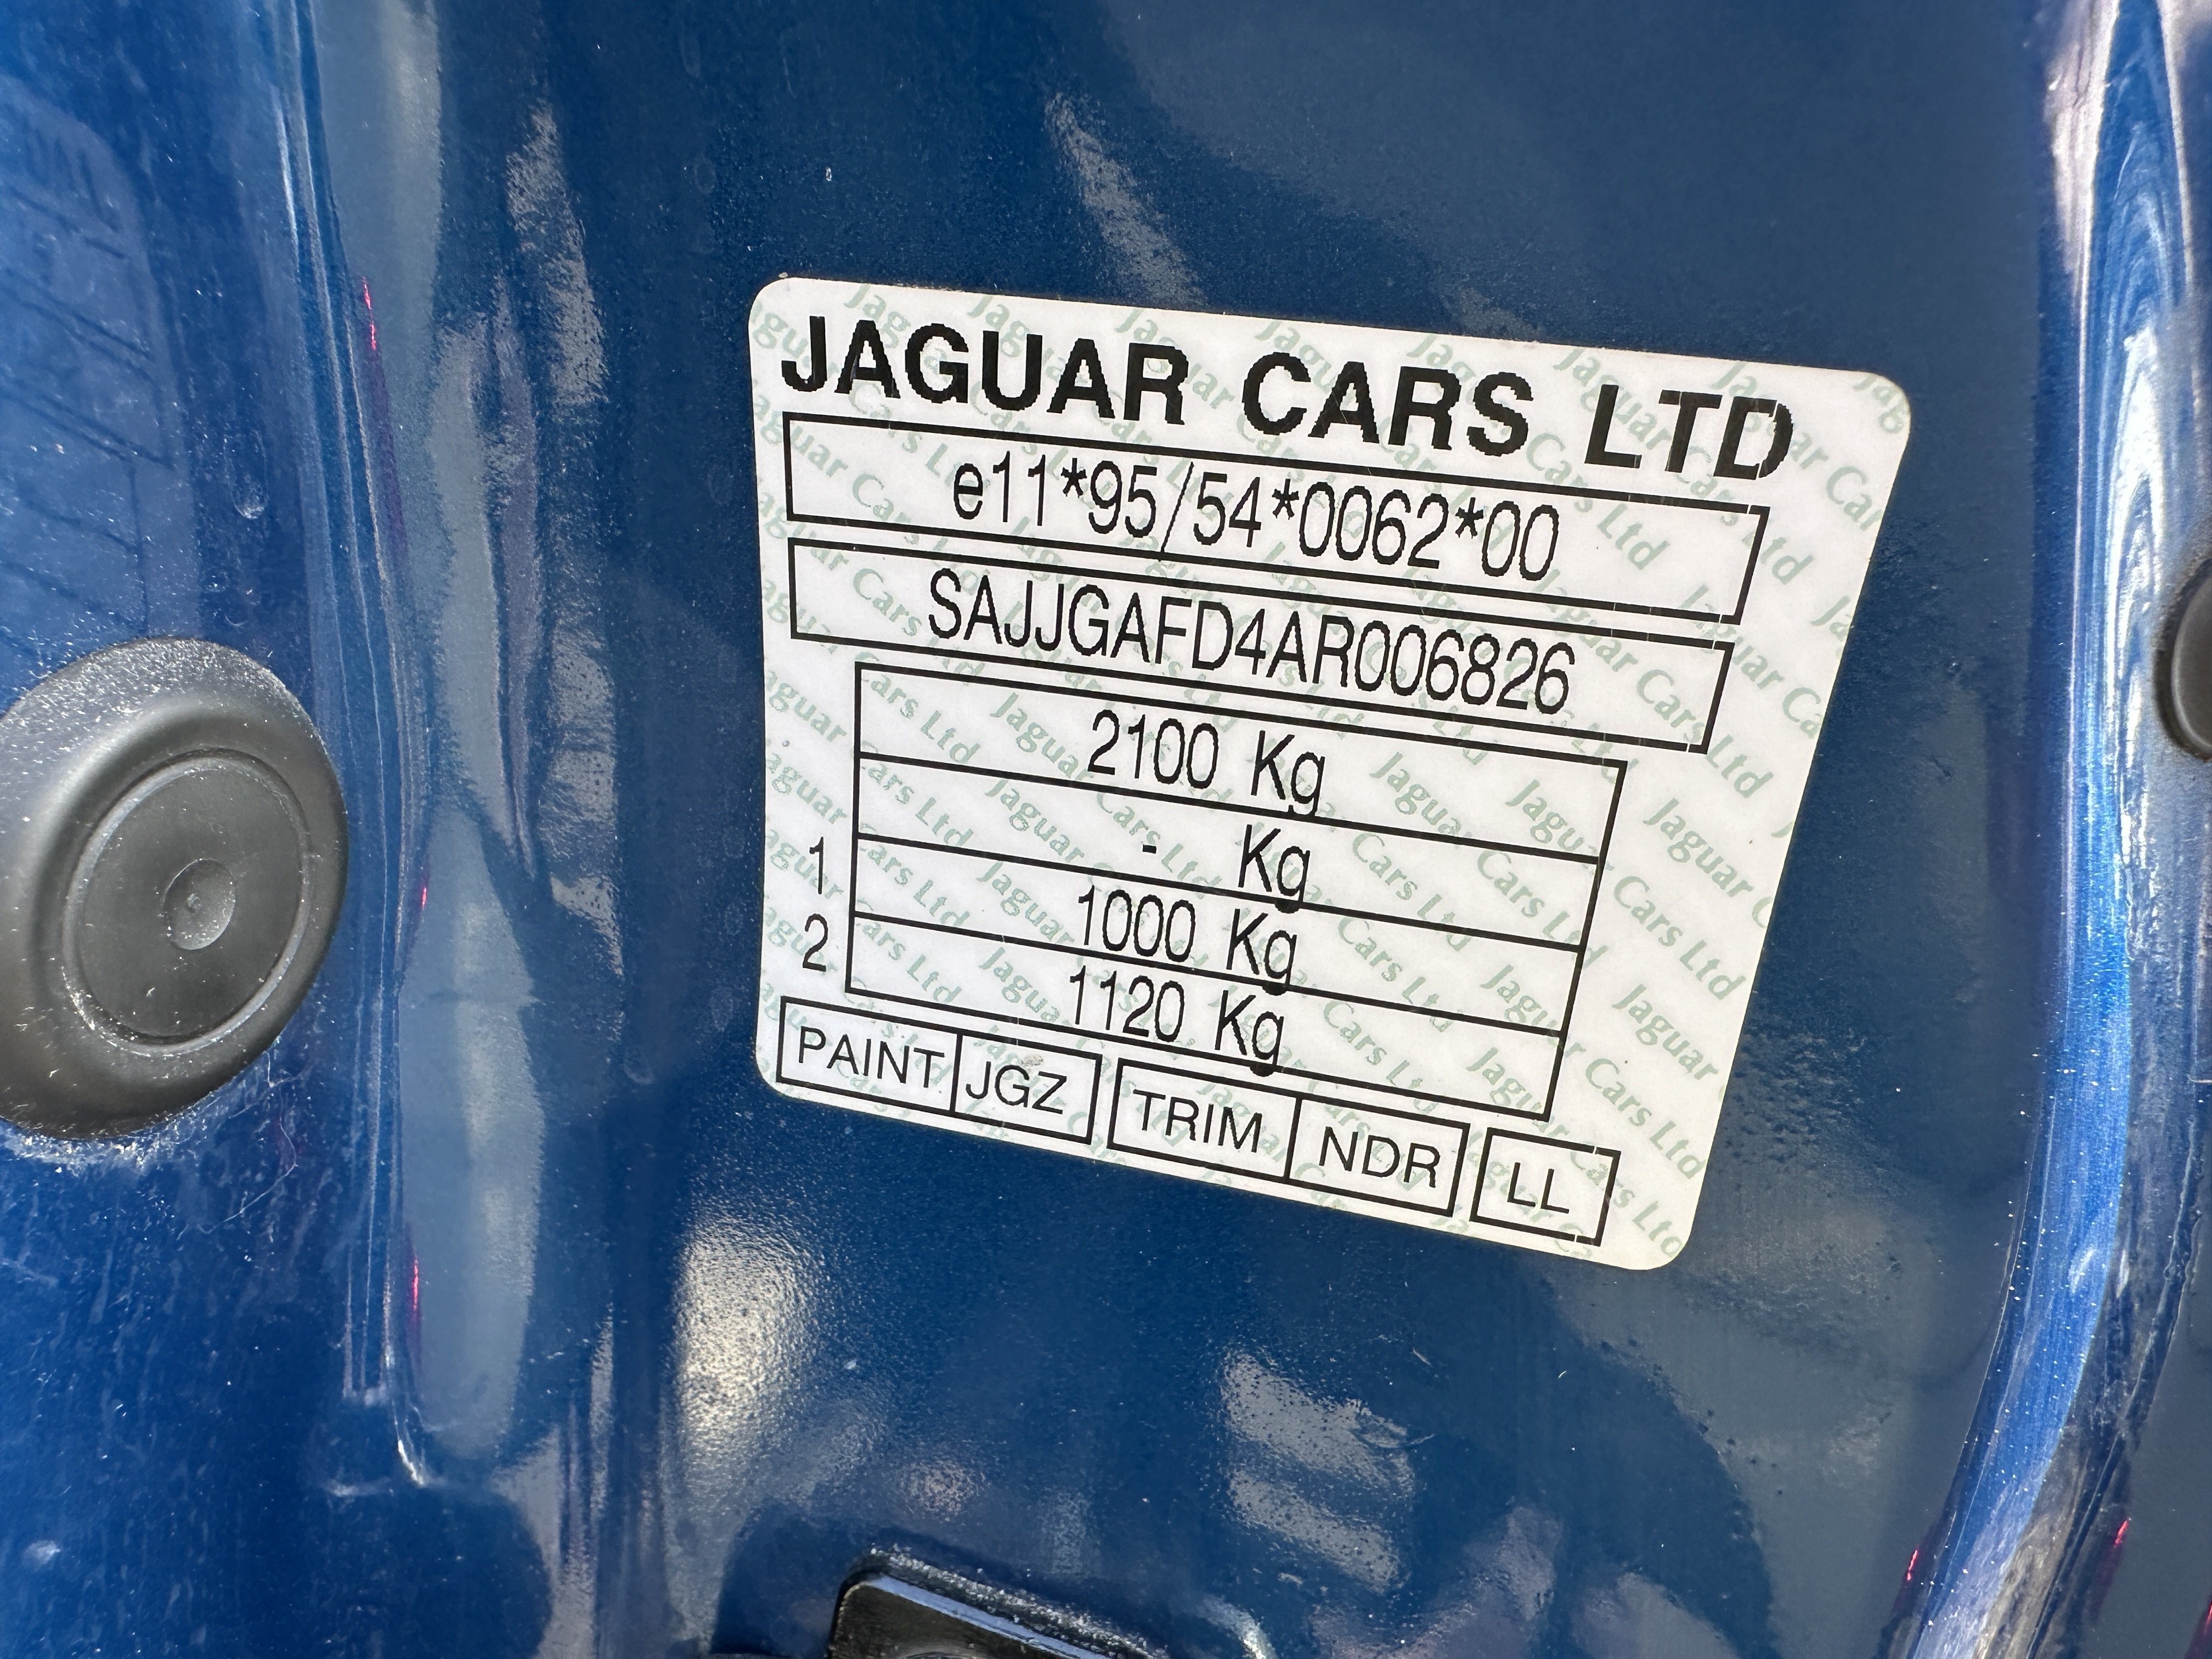 JAGUAR CARS LTD
e11*95/54*0062*00
SAJJGAFD4AR006826
2100 Kg
- Kg
1 1000 Kg
2 1120 Kg
PAINT JGZ TRIM NDR LL